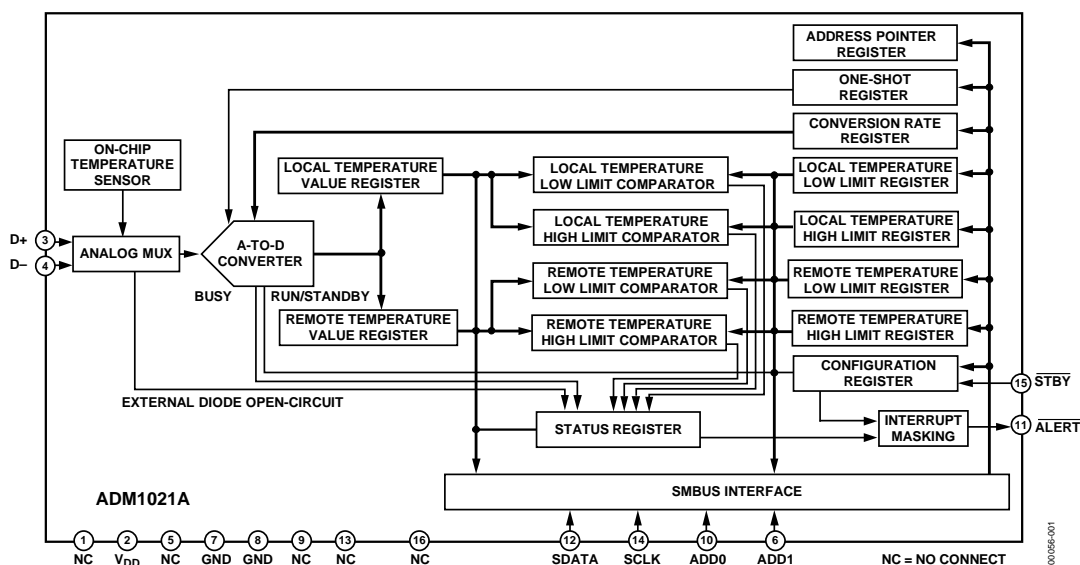 ADDRESS POINTER
REGISTER
ONE-SHOT
REGISTER
CONVERSION RATE
REGISTER
ON-CHIP
TEMPERATURE
SENSOR
LOCAL TEMPERATURE
VALUE REGISTER
LOCAL TEMPERATURE
LOW LIMIT COMPARATOR
LOCAL TEMPERATURE
LOW LIMIT REGISTER
D+
3
D–
4
ANALOG MUX
A-TO-D
CONVERTER
LOCAL TEMPERATURE
HIGH LIMIT COMPARATOR
LOCAL TEMPERATURE
HIGH LIMIT REGISTER
BUSY
RUN/STANDBY
REMOTE TEMPERATURE
LOW LIMIT COMPARATOR
REMOTE TEMPERATURE
LOW LIMIT REGISTER
REMOTE TEMPERATURE
VALUE REGISTER
REMOTE TEMPERATURE
HIGH LIMIT COMPARATOR
REMOTE TEMPERATURE
HIGH LIMIT REGISTER
CONFIGURATION
REGISTER
15
STBY
EXTERNAL DIODE OPEN-CIRCUIT
STATUS REGISTER
INTERRUPT
MASKING
11
ALERT
SMBUS INTERFACE
ADM1021A
1
2
5
7
8
9
13
16
12
14
10
6
NC
VDD
NC
GND
GND
NC
NC
NC
SDATA
SCLK
ADD0
ADD1
NC = NO CONNECT
00056-001